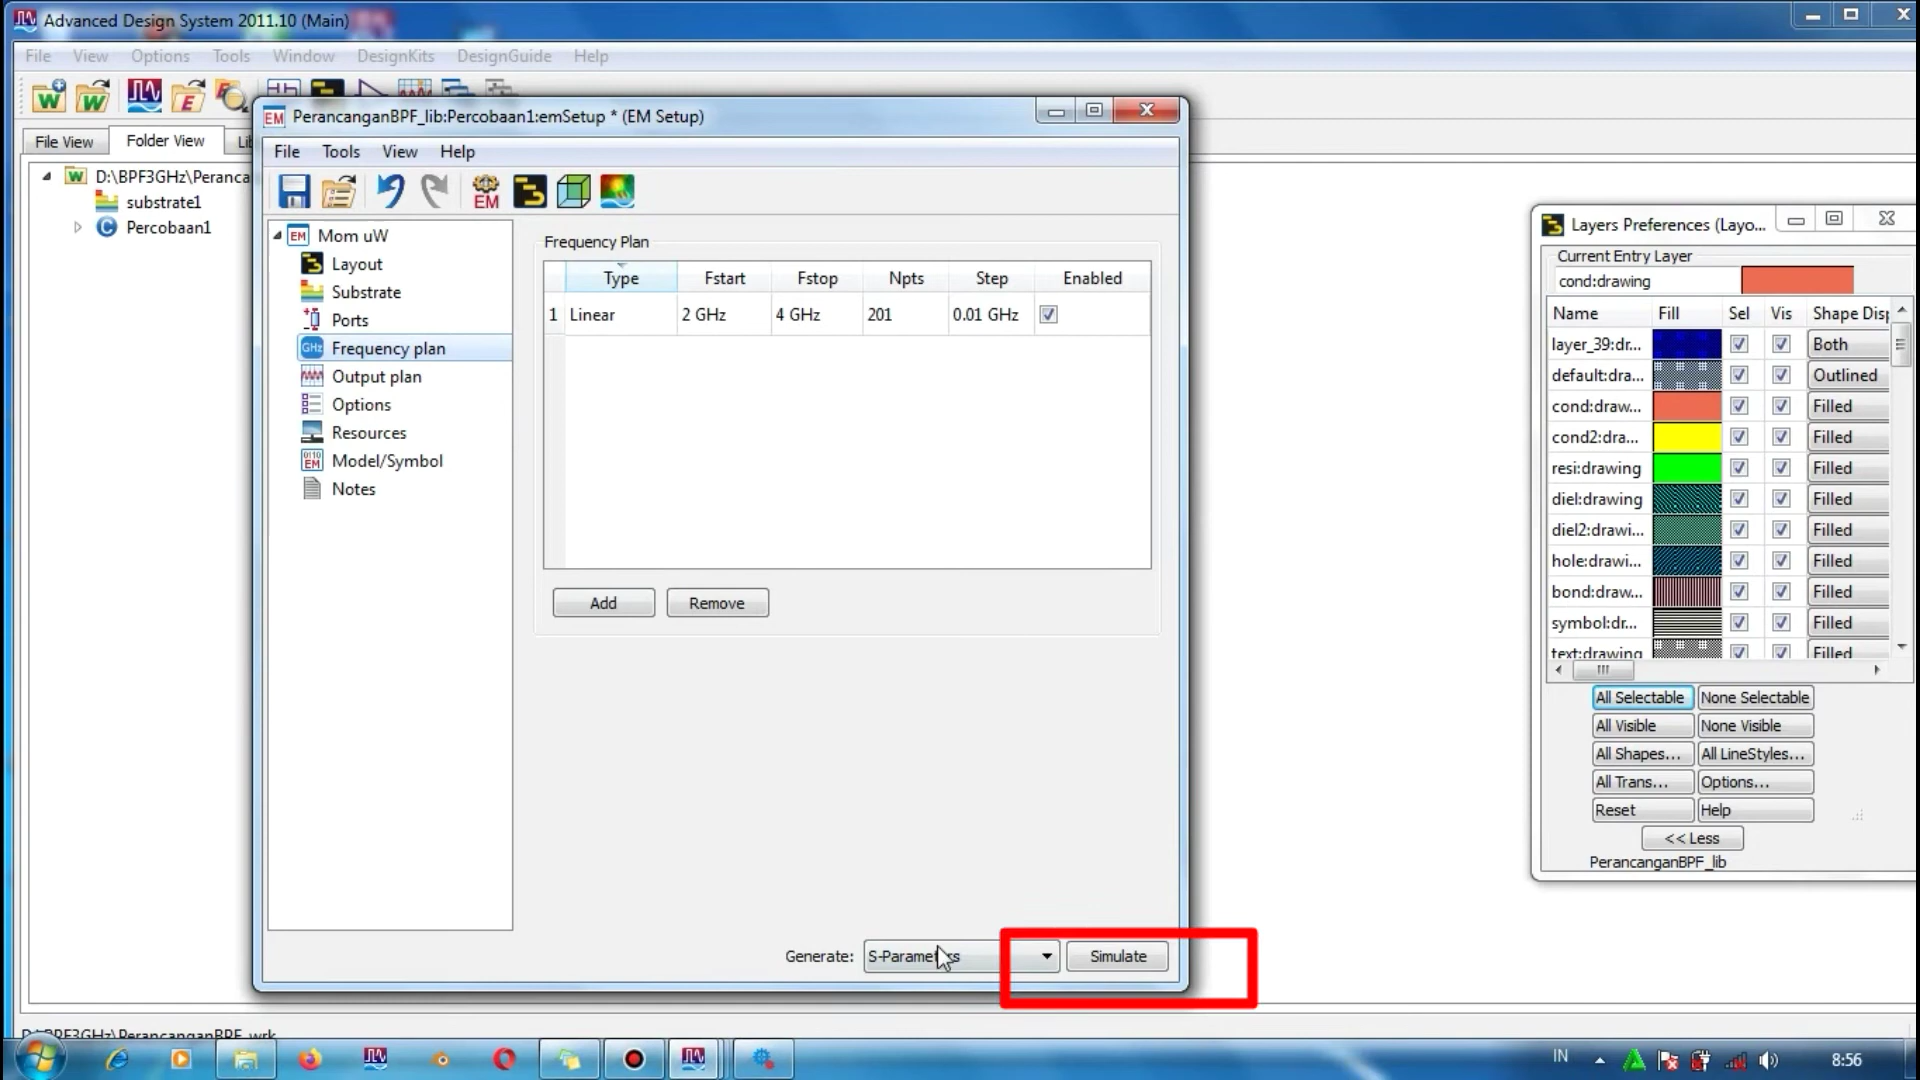 Advanced Design System 2011.10 (Main)
File View Options Tools Window DesignKits DesignGuide Help
File View Folder View
D:\BPF3GHz\Peranca
substrate1
Percobaan1
PerancanganBPF_lib:Percobaan1:emSetup * (EM Setup)
File Tools View Help
EM
Mom uW
Layout
Substrate
Ports
Frequency plan
Output plan
Options
Resources
Model/Symbol
Notes
Frequency Plan
Type Fstart Fstop Npts Step Enabled
1 Linear 2 GHz 4 GHz 201 0.01 GHz
Add Remove
Generate: S-Parameters Simulate
Layers Preferences (Layo...
Current Entry Layer
cond:drawing
Name Fill Sel Vis Shape Disp
layer_39:dr... Both
default:dra... Outlined
cond:draw... Filled
cond2:dra... Filled
resi:drawing Filled
diel:drawing Filled
diel2:drawi... Filled
hole:drawi... Filled
bond:draw... Filled
symbol:dr... Filled
text:drawing Filled
All Selectable None Selectable
All Visible None Visible
All Shapes... All LineStyles...
All Trans... Options...
Reset Help
<< Less
PerancanganBPF_lib
D:\BPF3GHz\PerancanganBPF_wrk
IN 8:56